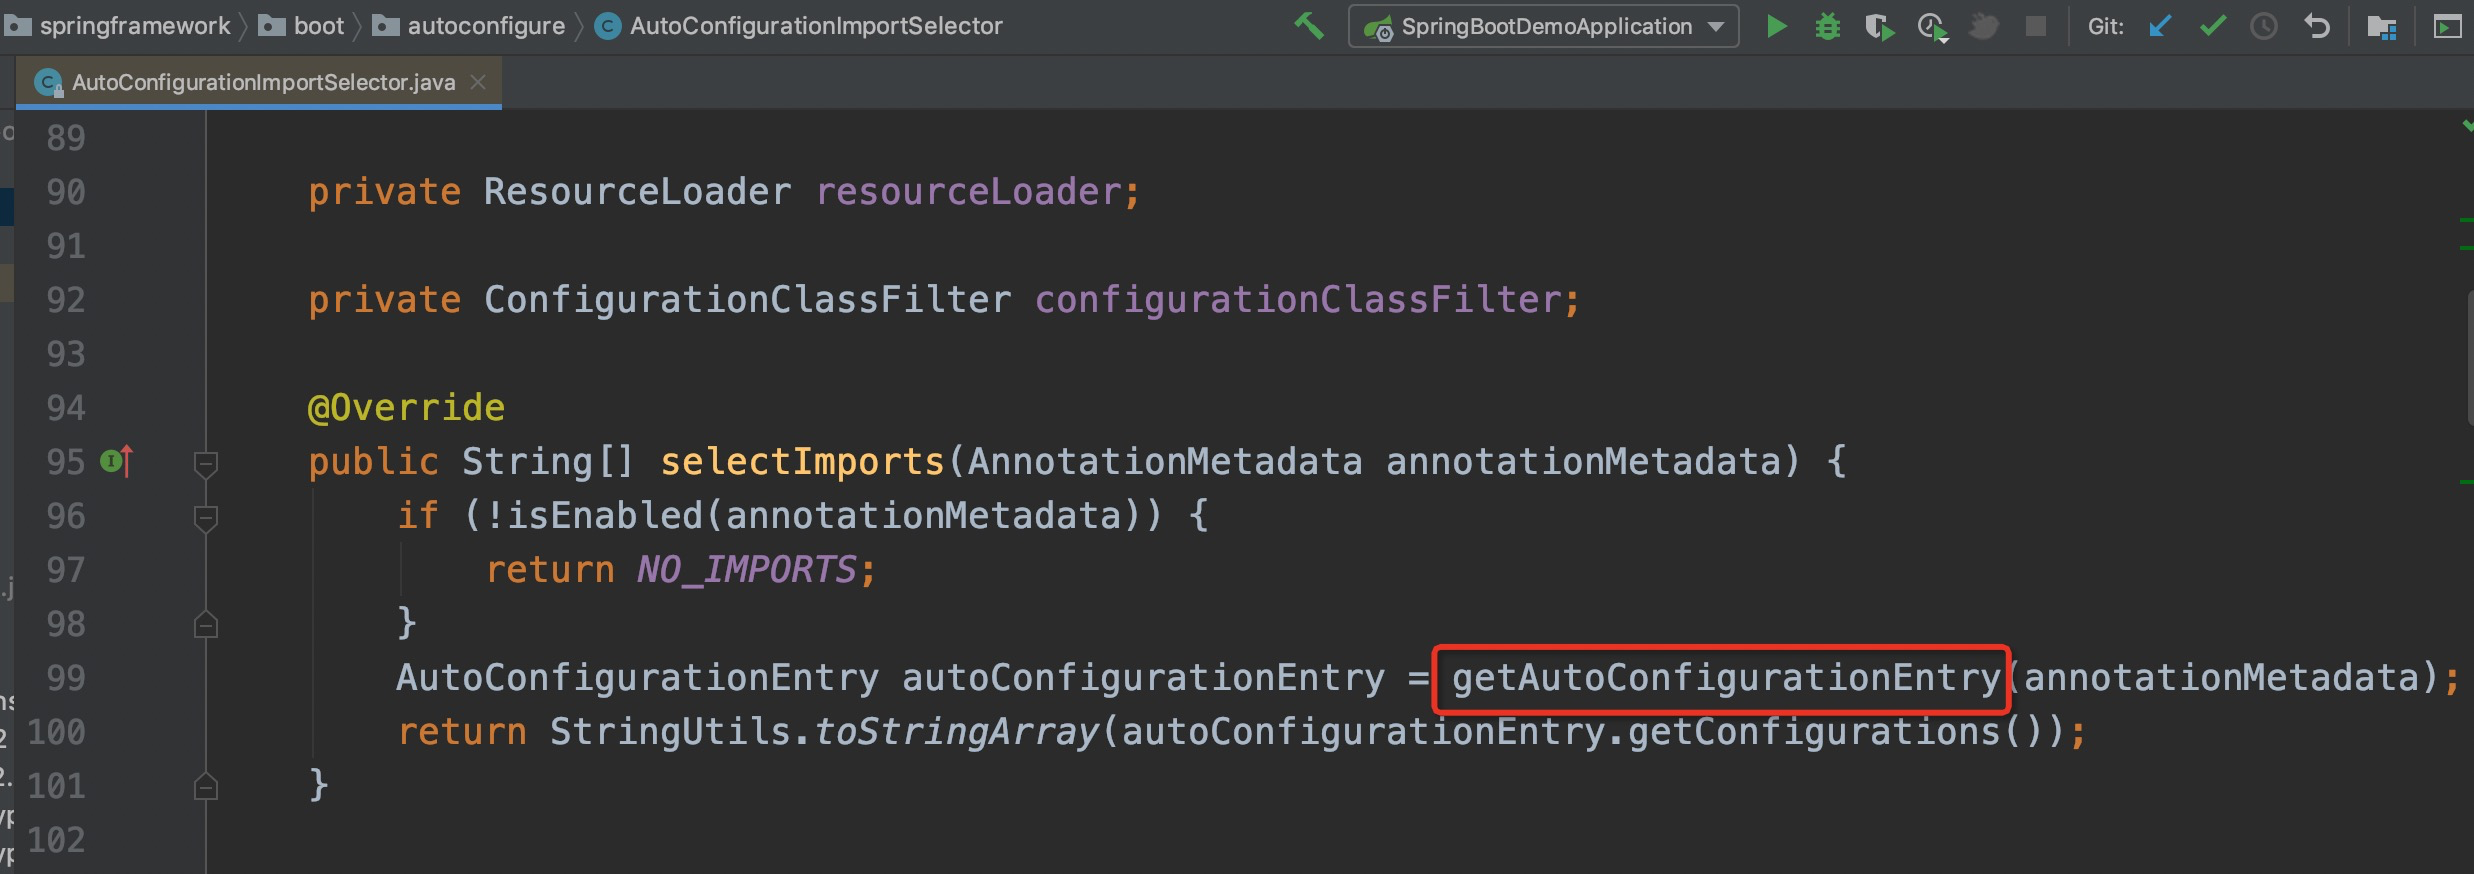 springframework boot autoconfigure AutoConfigurationImportSelector SpringBootDemoApplication Git:
AutoConfigurationImportSelector.java
89
90 private ResourceLoader resourceLoader;
91
92 private ConfigurationClassFilter configurationClassFilter;
93
94 @Override
95 public String[] selectImports(AnnotationMetadata annotationMetadata) {
96 if (!isEnabled(annotationMetadata)) {
97 return NO_IMPORTS;
98 }
99 AutoConfigurationEntry autoConfigurationEntry = getAutoConfigurationEntry(annotationMetadata);
100 return StringUtils.toStringArray(autoConfigurationEntry.getConfigurations());
101 }
102